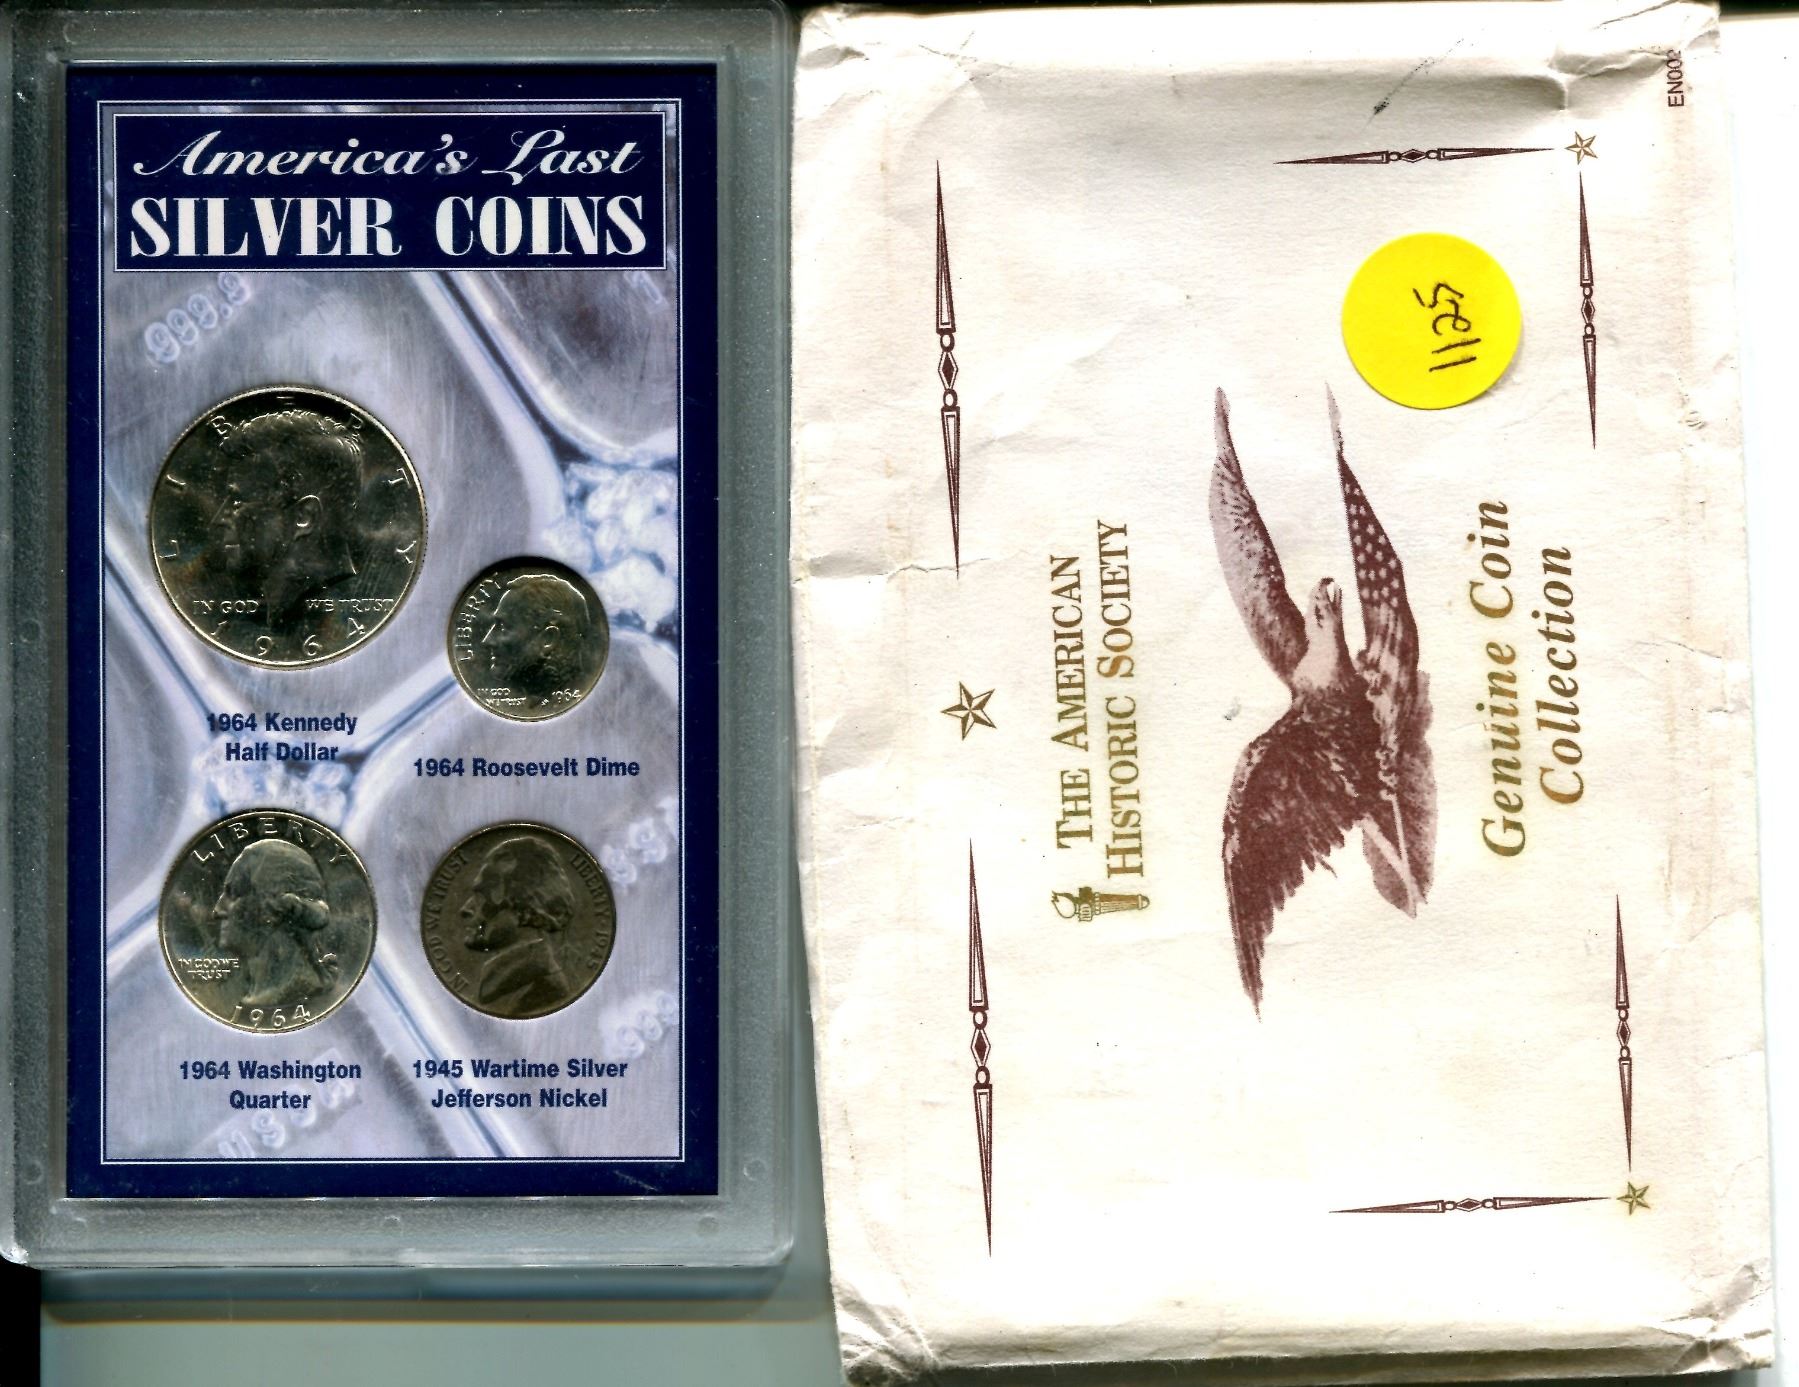 America's Last
SILVER COINS
999.9
LIBERTY
IN GOD WE TRUST
1964
1964 Kennedy
Half Dollar
LIBERTY
IN GOD
WE TRUST
1964
1964 Roosevelt Dime
LIBERTY
IN GOD WE
TRUST
1964
1964 Washington
Quarter
IN GOD WE TRUST
LIBERTY 1945
1945 Wartime Silver
Jefferson Nickel
EN002
1125
THE AMERICAN
HISTORIC SOCIETY
Genuine Coin
Collection